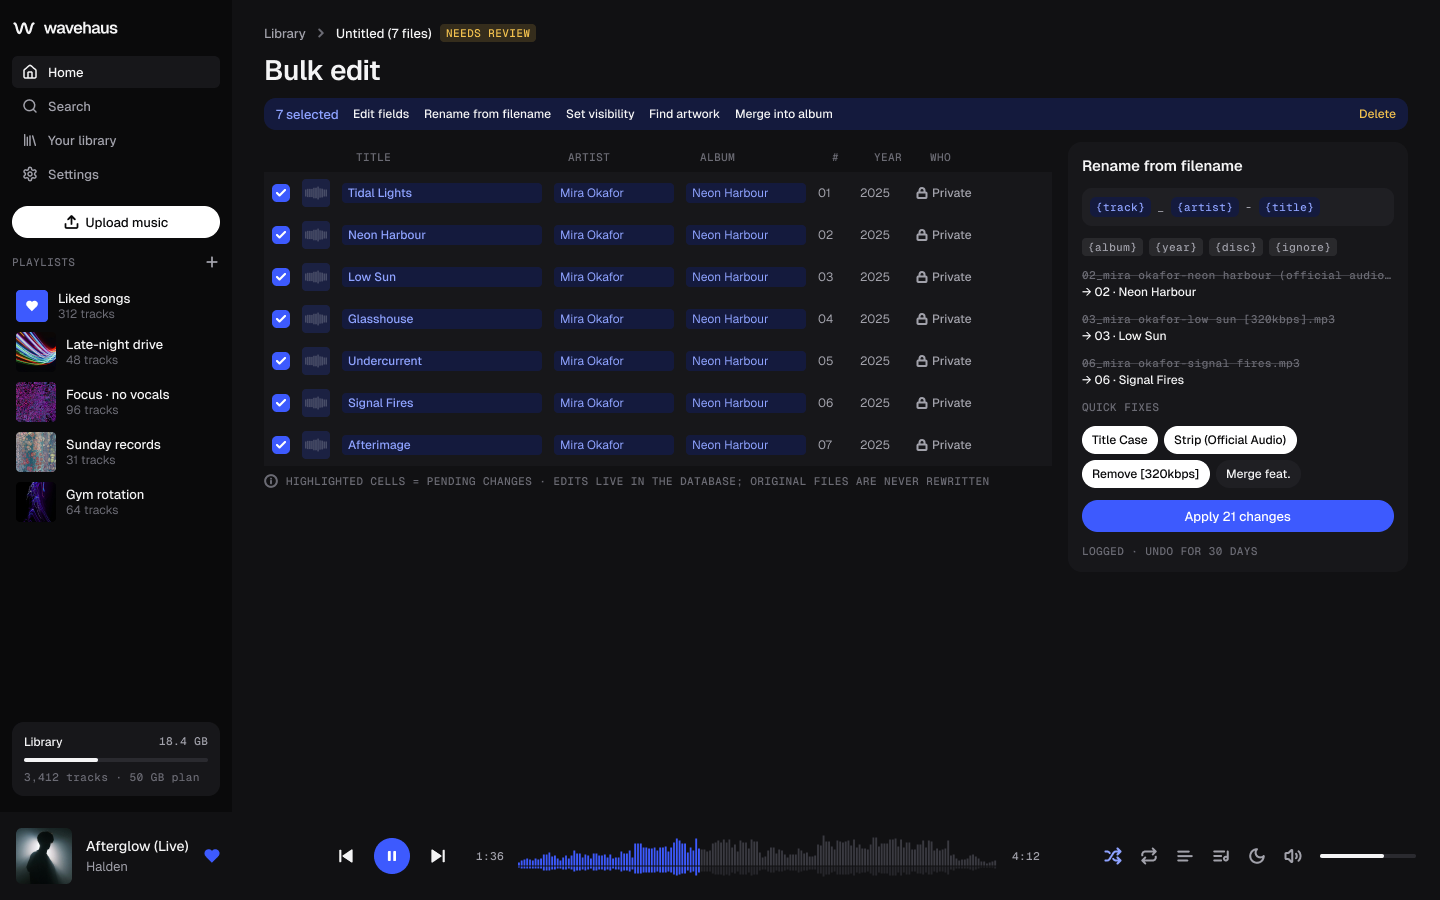 wavehaus
Home
Search
Your library
Settings
Upload music
PLAYLISTS
Liked songs
312 tracks
Late-night drive
48 tracks
Focus · no vocals
96 tracks
Sunday records
31 tracks
Gym rotation
64 tracks
Library 18.4 GB
3,412 tracks · 50 GB plan
Library Untitled (7 files) NEEDS REVIEW
Bulk edit
7 selected Edit fields Rename from filename Set visibility Find artwork Merge into album Delete
TITLE ARTIST ALBUM # YEAR WHO
Tidal Lights Mira Okafor Neon Harbour 01 2025 Private
Neon Harbour Mira Okafor Neon Harbour 02 2025 Private
Low Sun Mira Okafor Neon Harbour 03 2025 Private
Glasshouse Mira Okafor Neon Harbour 04 2025 Private
Undercurrent Mira Okafor Neon Harbour 05 2025 Private
Signal Fires Mira Okafor Neon Harbour 06 2025 Private
Afterimage Mira Okafor Neon Harbour 07 2025 Private
HIGHLIGHTED CELLS = PENDING CHANGES · EDITS LIVE IN THE DATABASE; ORIGINAL FILES ARE NEVER REWRITTEN
Rename from filename
{track} _ {artist} - {title}
{album} {year} {disc} {ignore}
02_mira okafor-neon harbour (official audio…
→ 02 · Neon Harbour
03_mira okafor-low sun [320kbps].mp3
→ 03 · Low Sun
06_mira okafor-signal fires.mp3
→ 06 · Signal Fires
QUICK FIXES
Title Case Strip (Official Audio)
Remove [320kbps] Merge feat.
Apply 21 changes
LOGGED · UNDO FOR 30 DAYS
Afterglow (Live)
Halden
1:36 4:12